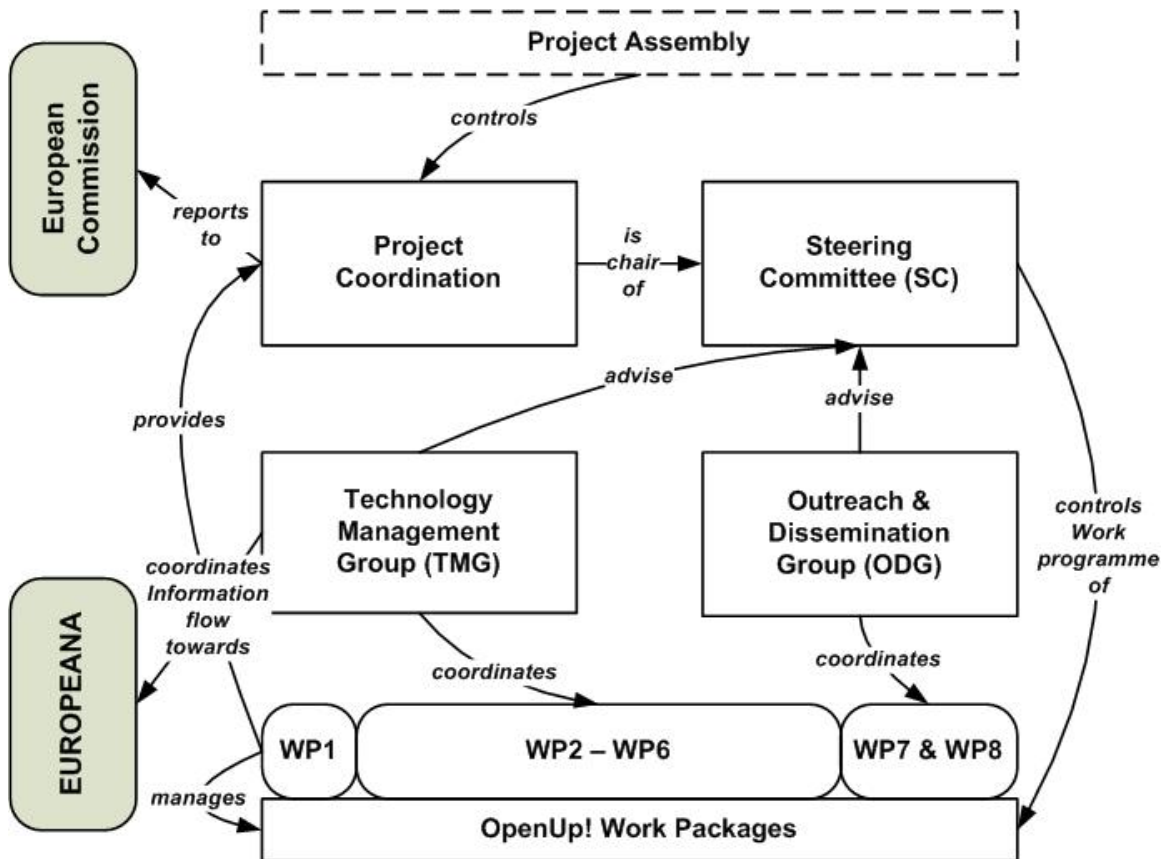 Project Assembly
European
Commission
controls
reports
to
Project
Coordination
is
chair
of
Steering
Committee (SC)
advise
advise
provides
Technology
Management
Group (TMG)
Outreach &
Dissemination
Group (ODG)
controls
Work
programme
of
coordinates
Information
flow
towards
EUROPEANA
coordinates
coordinates
WP1
WP2 – WP6
WP7 & WP8
manages
OpenUp! Work Packages